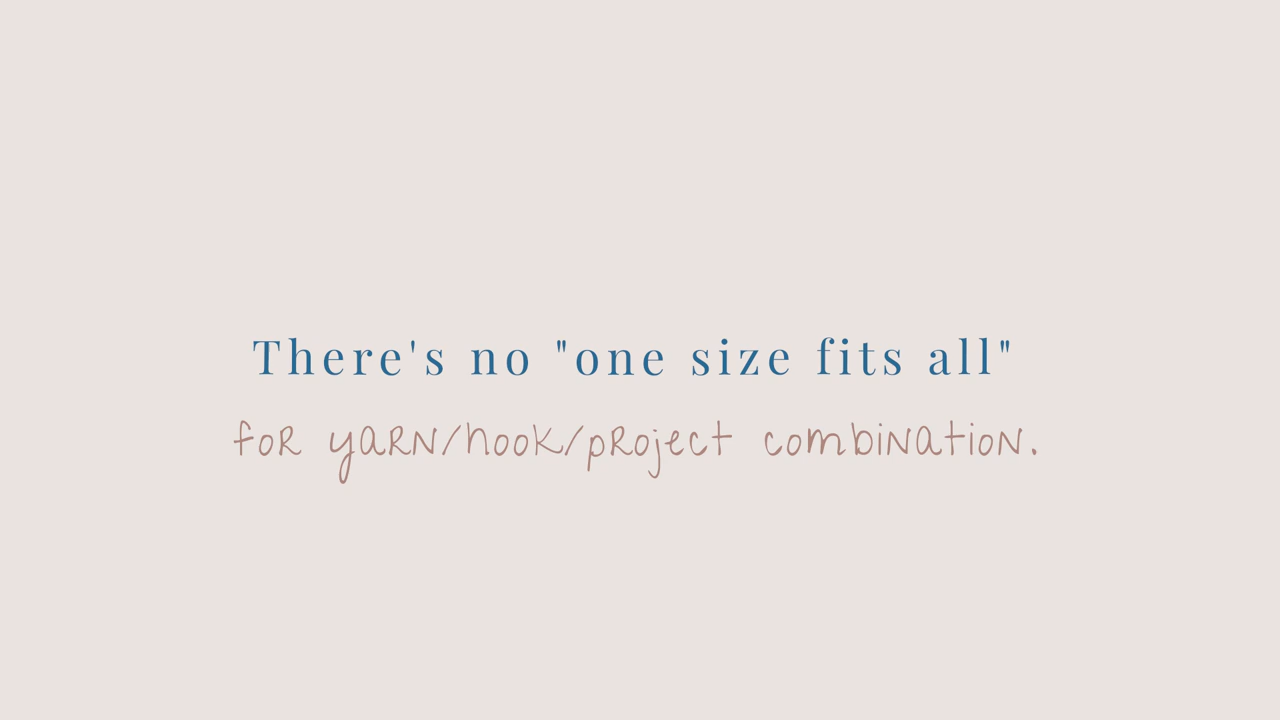 There's no "one size fits all"
for yarn/hook/project combination.